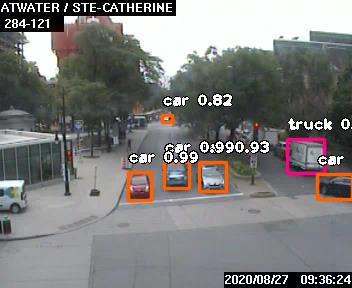 ATWATER / STE-CATHERINE
284-121
car 0.82
truck 0.
car 0.990.93
car 0.99
car
2020/08/27 09:36:24